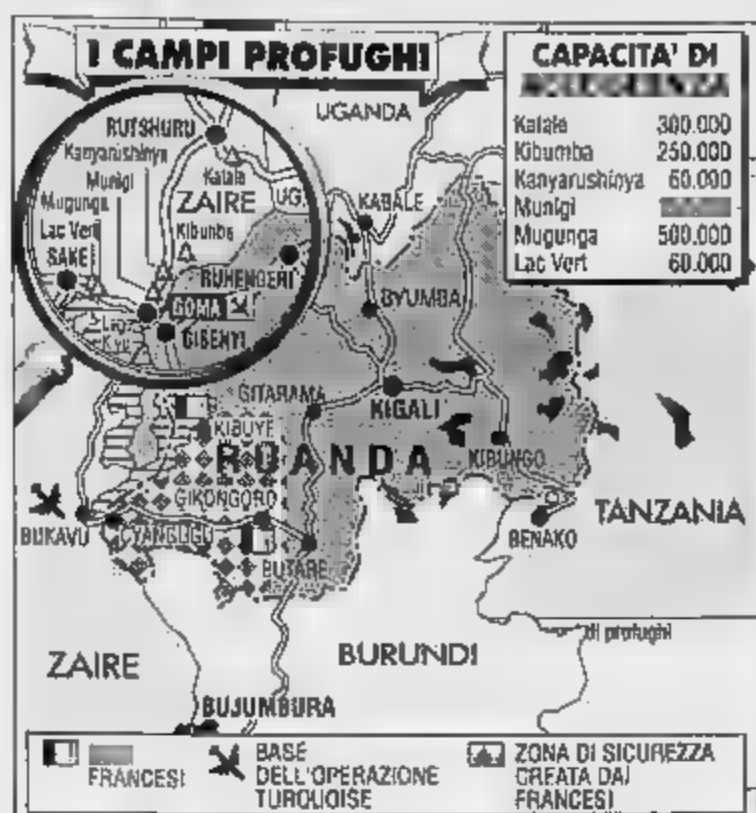 I CAMPI PROFUGHI
CAPACITA' DI
Katale 300.000
Kibumba 250.000
Kanyarushinya 60.000
Munigi
Mugunga 500.000
Lac Vert 60.000
UGANDA
RUTSHURU
Kanyarushinya
Munigi
Katale
Mugunga
ZAIRE
UG.
KABALE
Lac Vert
Kibumba
SAKE
RUHENGERI
BYUMBA
GOMA
GISENYI
GITARAMA
KIGALI
KIBUYE
RUANDA
KIBUNGO
GIKONGORO
TANZANIA
BUKAVU
CYANGUGU
BENAKO
BUTARE
di profughi
ZAIRE
BURUNDI
BUJUMBURA
FRANCESI
BASE
DELL'OPERAZIONE
TURQUOISE
ZONA DI SICUREZZA
CREATA DAI
FRANCESI